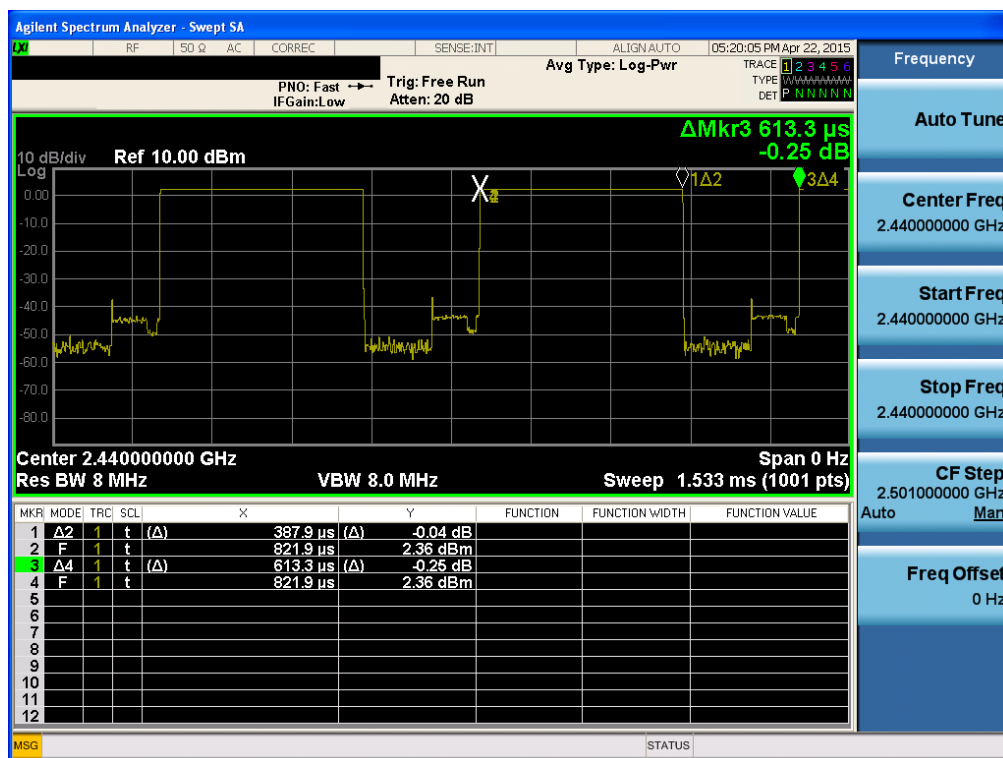 Agilent Spectrum Analyzer - Swept SA
LXI RF 50 Ω AC CORREC SENSE:INT ALIGN AUTO 05:20:05 PM Apr 22, 2015
Frequency
Avg Type: Log-Pwr
TRACE 1 2 3 4 5 6
PNO: Fast Trig: Free Run
TYPE
IFGain:Low Atten: 20 dB
DET P N N N N N
Auto Tune
ΔMkr3 613.3 µs
-0.25 dB
10 dB/div Ref 10.00 dBm
Log
1Δ2
3Δ4
0.00
-10.0
-20.0
-30.0
-40.0
-50.0
-60.0
-70.0
-80.0
Center Freq
2.440000000 GHz
Start Freq
2.440000000 GHz
Stop Freq
2.440000000 GHz
Center 2.440000000 GHz Span 0 Hz
Res BW 8 MHz VBW 8.0 MHz Sweep 1.533 ms (1001 pts)
CF Step
2.501000000 GHz
Auto Man
MKR MODE TRC SCL X Y FUNCTION FUNCTION WIDTH FUNCTION VALUE
1 Δ2 1 t (Δ) 387.9 µs (Δ) -0.04 dB
2 F 1 t 821.9 µs 2.36 dBm
3 Δ4 1 t (Δ) 613.3 µs (Δ) -0.25 dB
4 F 1 t 821.9 µs 2.36 dBm
5
6
7
8
9
10
11
12
Freq Offset
0 Hz
MSG STATUS